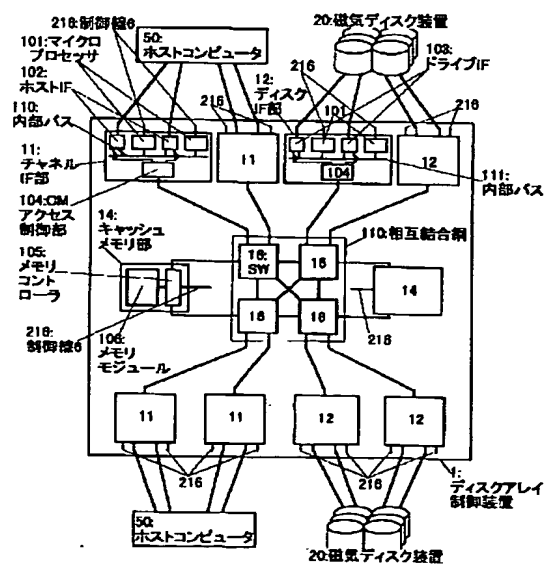 216:制御線6
101:マイクロ
プロセッサ
102:
ホストIF
110:
内部バス
11:
チャネル
IF部
104:CM
アクセス
制御部
50:
ホストコンピュータ
216
11
12:
ディスク
IF部
216
101
104
20:磁気ディスク装置
103:
ドライブIF
216
12
111:
内部バス
14:
キャッシュ
メモリ部
105:
メモリ
コント
ローラ
216:
制御線6
106:
メモリ
モジュール
110:相互結合網
16:
SW
16
16
16
216
14
11
11
12
12
216
216
1:
ディスクアレイ
制御装置
50:
ホストコンピュータ
20:磁気ディスク装置